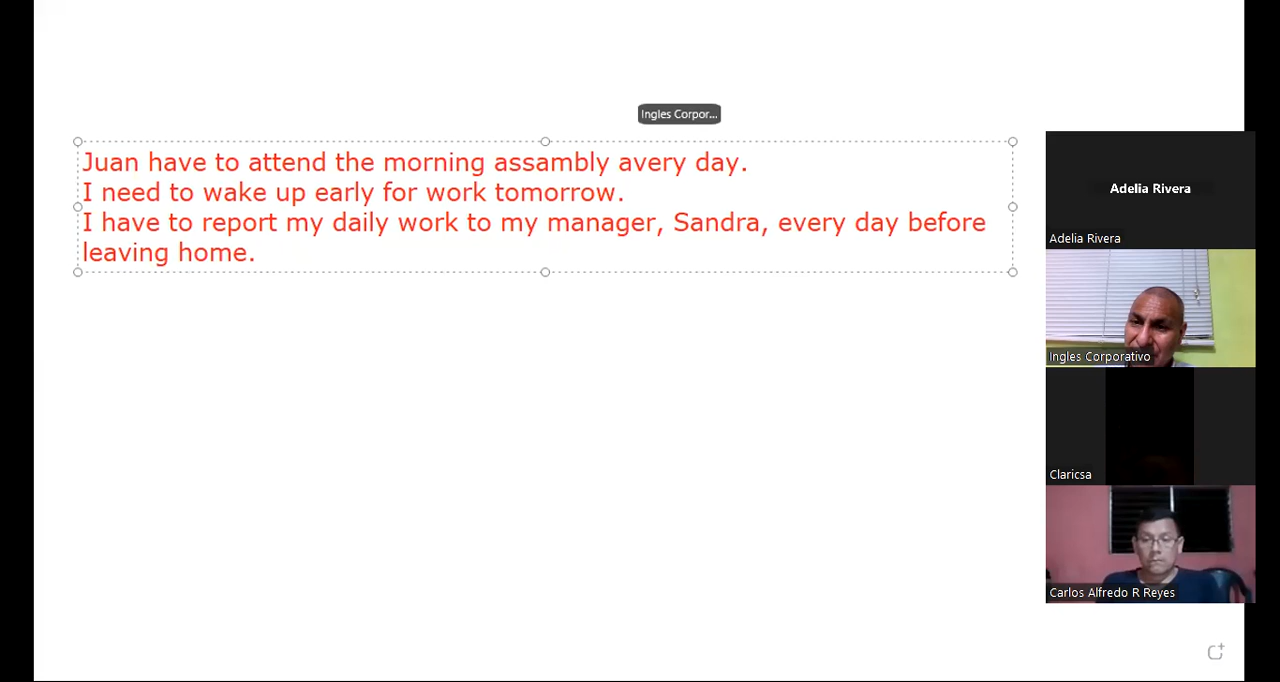 Ingles Corpor...
Juan have to attend the morning assambly avery day.
I need to wake up early for work tomorrow.
I have to report my daily work to my manager, Sandra, every day before
leaving home.
Adelia Rivera
Adelia Rivera
Ingles Corporativo
Claricsa
Carlos Alfredo R Reyes